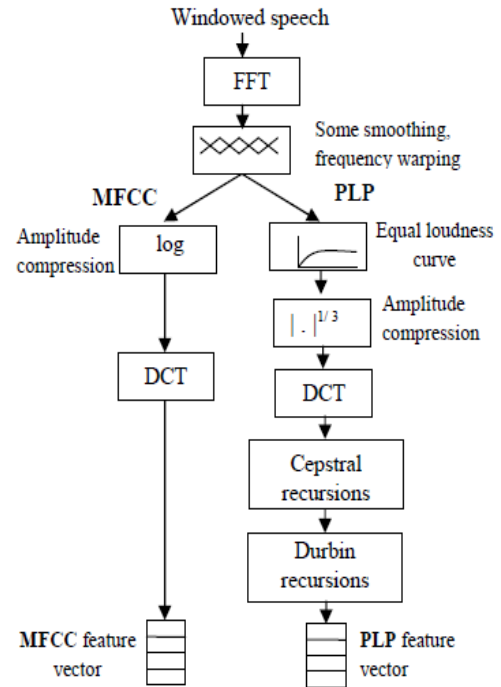 Windowed speech
FFT
Some smoothing,
frequency warping
MFCC
PLP
Amplitude
compression
log
Equal loudness
curve
| . |1/3
Amplitude
compression
DCT
DCT
Cepstral
recursions
Durbin
recursions
MFCC feature
vector
PLP feature
vector